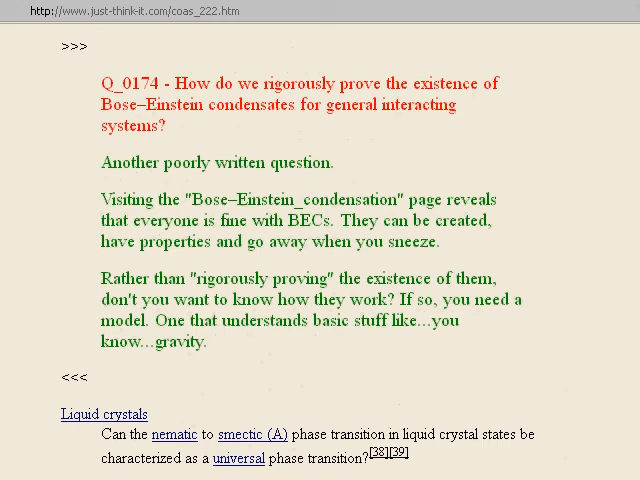 http://www.just-think-it.com/coas_222.htm
>>>
Q_0174 - How do we rigorously prove the existence of
Bose–Einstein condensates for general interacting
systems?
Another poorly written question.
Visiting the "Bose–Einstein_condensation" page reveals
that everyone is fine with BECs. They can be created,
have properties and go away when you sneeze.
Rather than "rigorously proving" the existence of them,
don't you want to know how they work? If so, you need a
model. One that understands basic stuff like...you
know...gravity.
<<<
Liquid crystals
Can the nematic to smectic (A) phase transition in liquid crystal states be
characterized as a universal phase transition?[38][39]